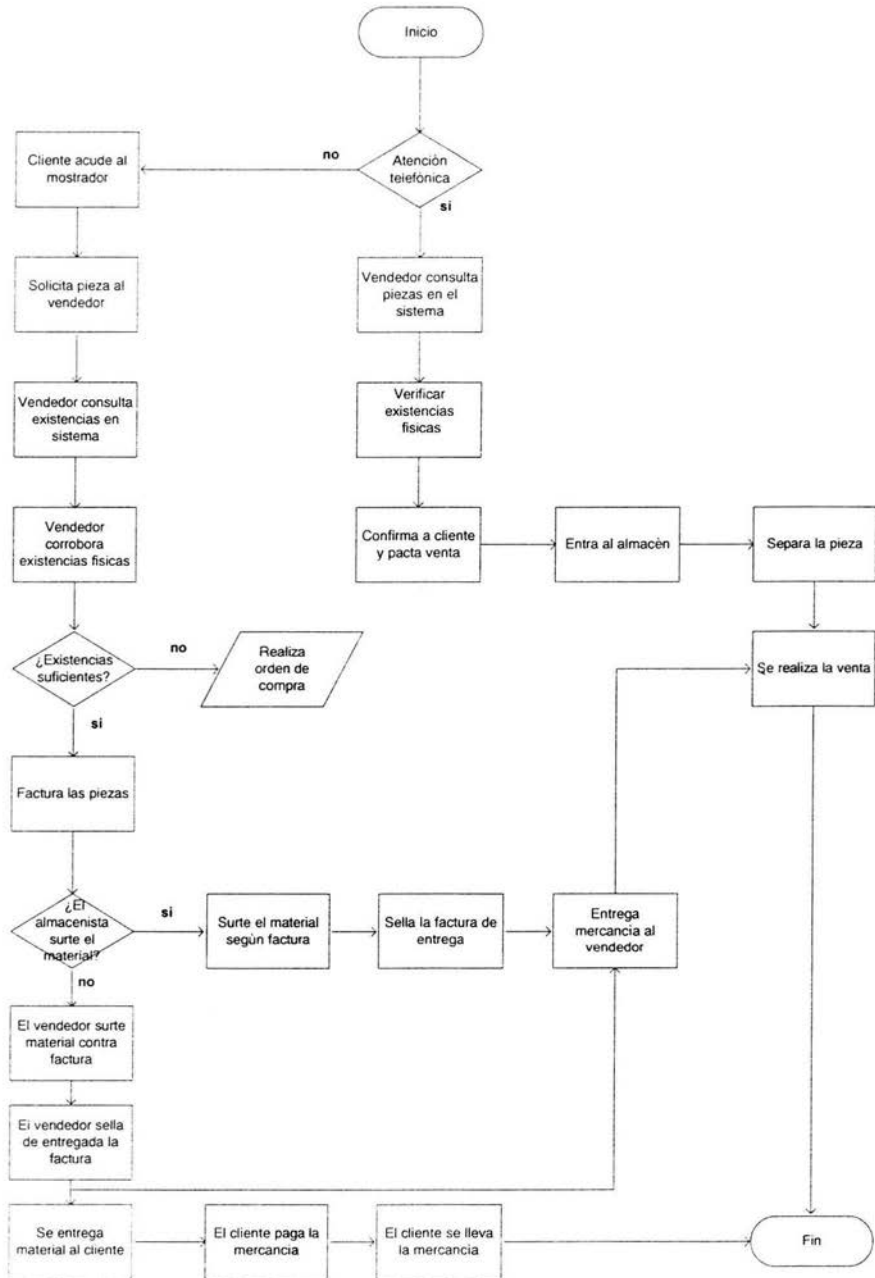 Inicio
no
Atención
telefónica
si
Cliente acude al
mostrador
Solicita pieza al
vendedor
Vendedor consulta
piezas en el
sistema
Vendedor consulta
existencias en
sistema
Verificar
existencias
fisicas
Vendedor
corrobora
existencias fisicas
Confirma a cliente
y pacta venta
Entra al almacèn
Separa la pieza
¿Existencias
suficientes?
no
Realiza
orden de
compra
Se realiza la venta
si
Factura las piezas
¿El
almacenista
surte el
material?
si
Surte el material
según factura
Sella la factura de
entrega
Entrega
mercancia al
vendedor
no
El vendedor surte
material contra
factura
El vendedor sella
de entregada la
factura
Se entrega
material al cliente
El cliente paga la
mercancia
El cliente se lleva
la mercancia
Fin